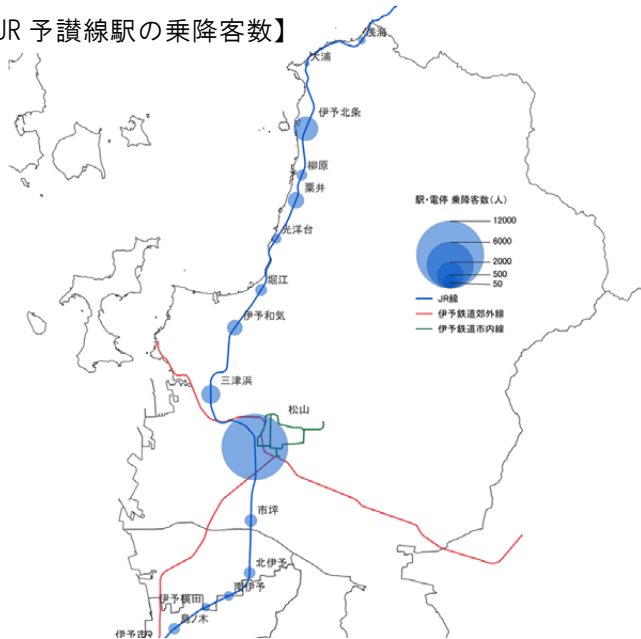 JR 予讃線駅の乗降客数】
浅海
大浦
伊予北条
柳原
粟井
光洋台
堀江
伊予和気
三津浜
松山
市坪
北伊予
南伊予
伊予横田
鳥ノ木
伊予市
駅・電停 乗降客数(人)
12000
6000
2000
500
50
JR線
伊予鉄道郊外線
伊予鉄道市内線